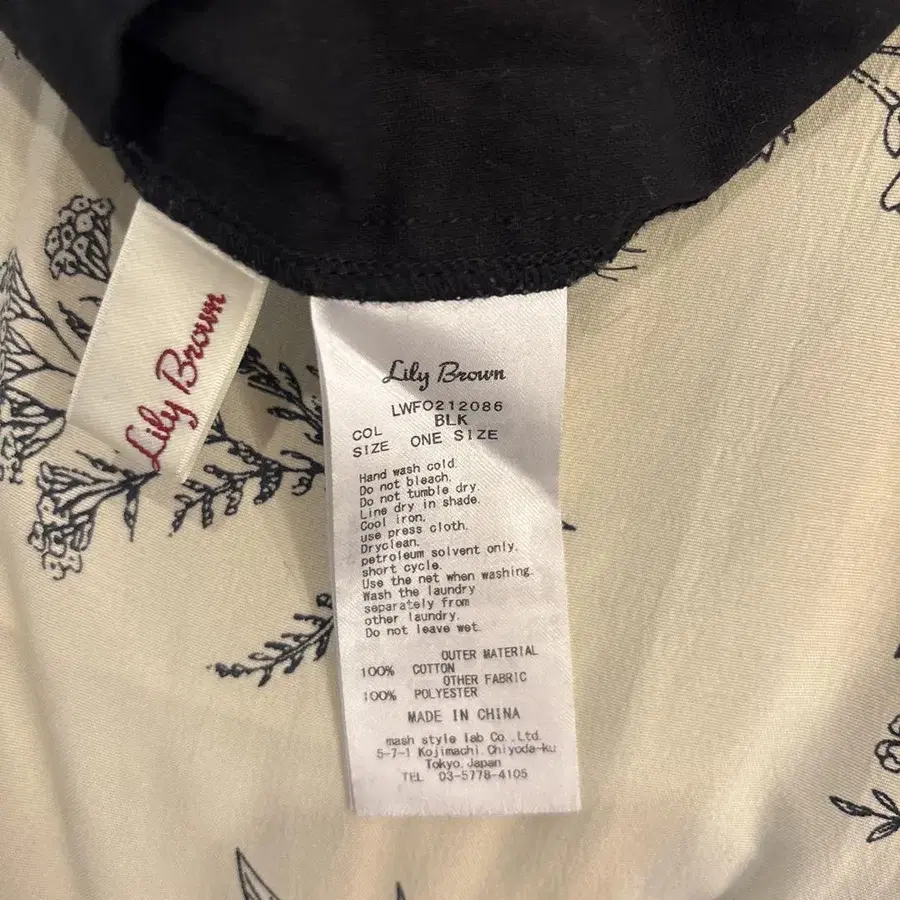 Lily Brown
Lily Brown
LWFO212086
COL BLK
SIZE ONE SIZE
Hand wash cold.
Do not bleach.
Do not tumble dry.
Line dry in shade.
Cool iron.
use press cloth.
Dryclean.
petroleum solvent only.
short cycle.
Use the net when washing.
Wash the laundry
separately from
other laundry.
Do not leave wet.
OUTER MATERIAL
100% COTTON
OTHER FABRIC
100% POLYESTER
MADE IN CHINA
mash style lab Co.,Ltd.
5-7-1 Kojimachi,Chiyoda-ku
Tokyo,Japan
TEL 03-5778-4105